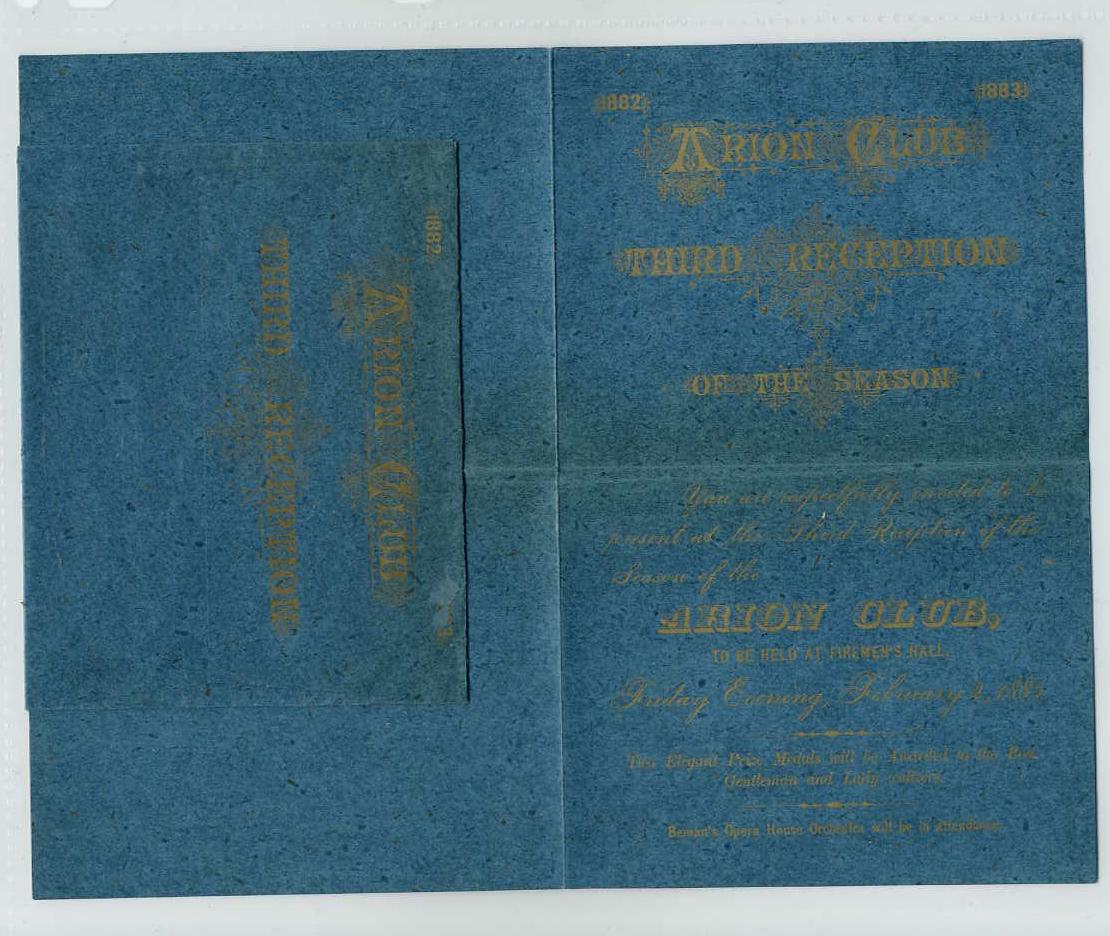 1882
ARION CLUB
THIRD RECEPTION
1882 1883
ARION CLUB
THIRD RECEPTION
OF THE SEASON
You are respectfully invited to be
present at the Third Reception of the
Season of the
ARION CLUB,
TO BE HELD AT FIREMEN'S HALL,
Friday Evening, February 2, 1883
Two Elegant Prize Medals will be Awarded to the Best
Gentleman and Lady waltzers.
Beman's Opera House Orchestra will be in attendance.